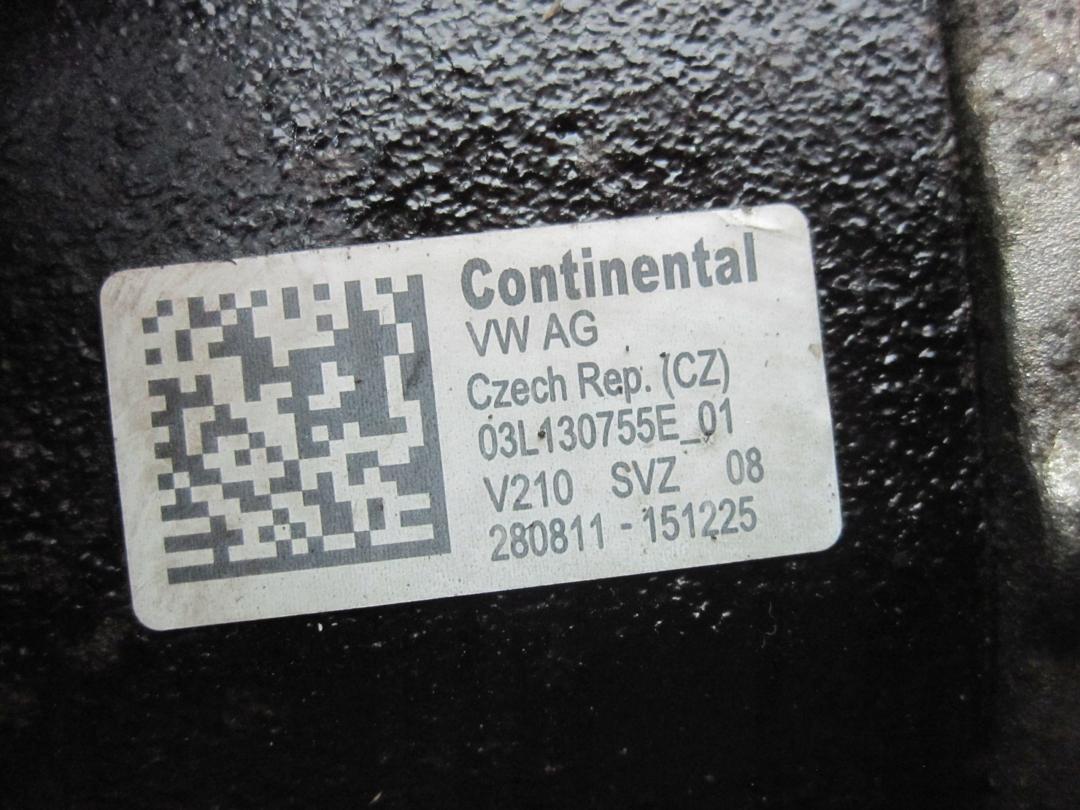 Continental
VW AG
Czech Rep. (CZ)
03L130755E_01
V210 SVZ 08
280811 - 151225